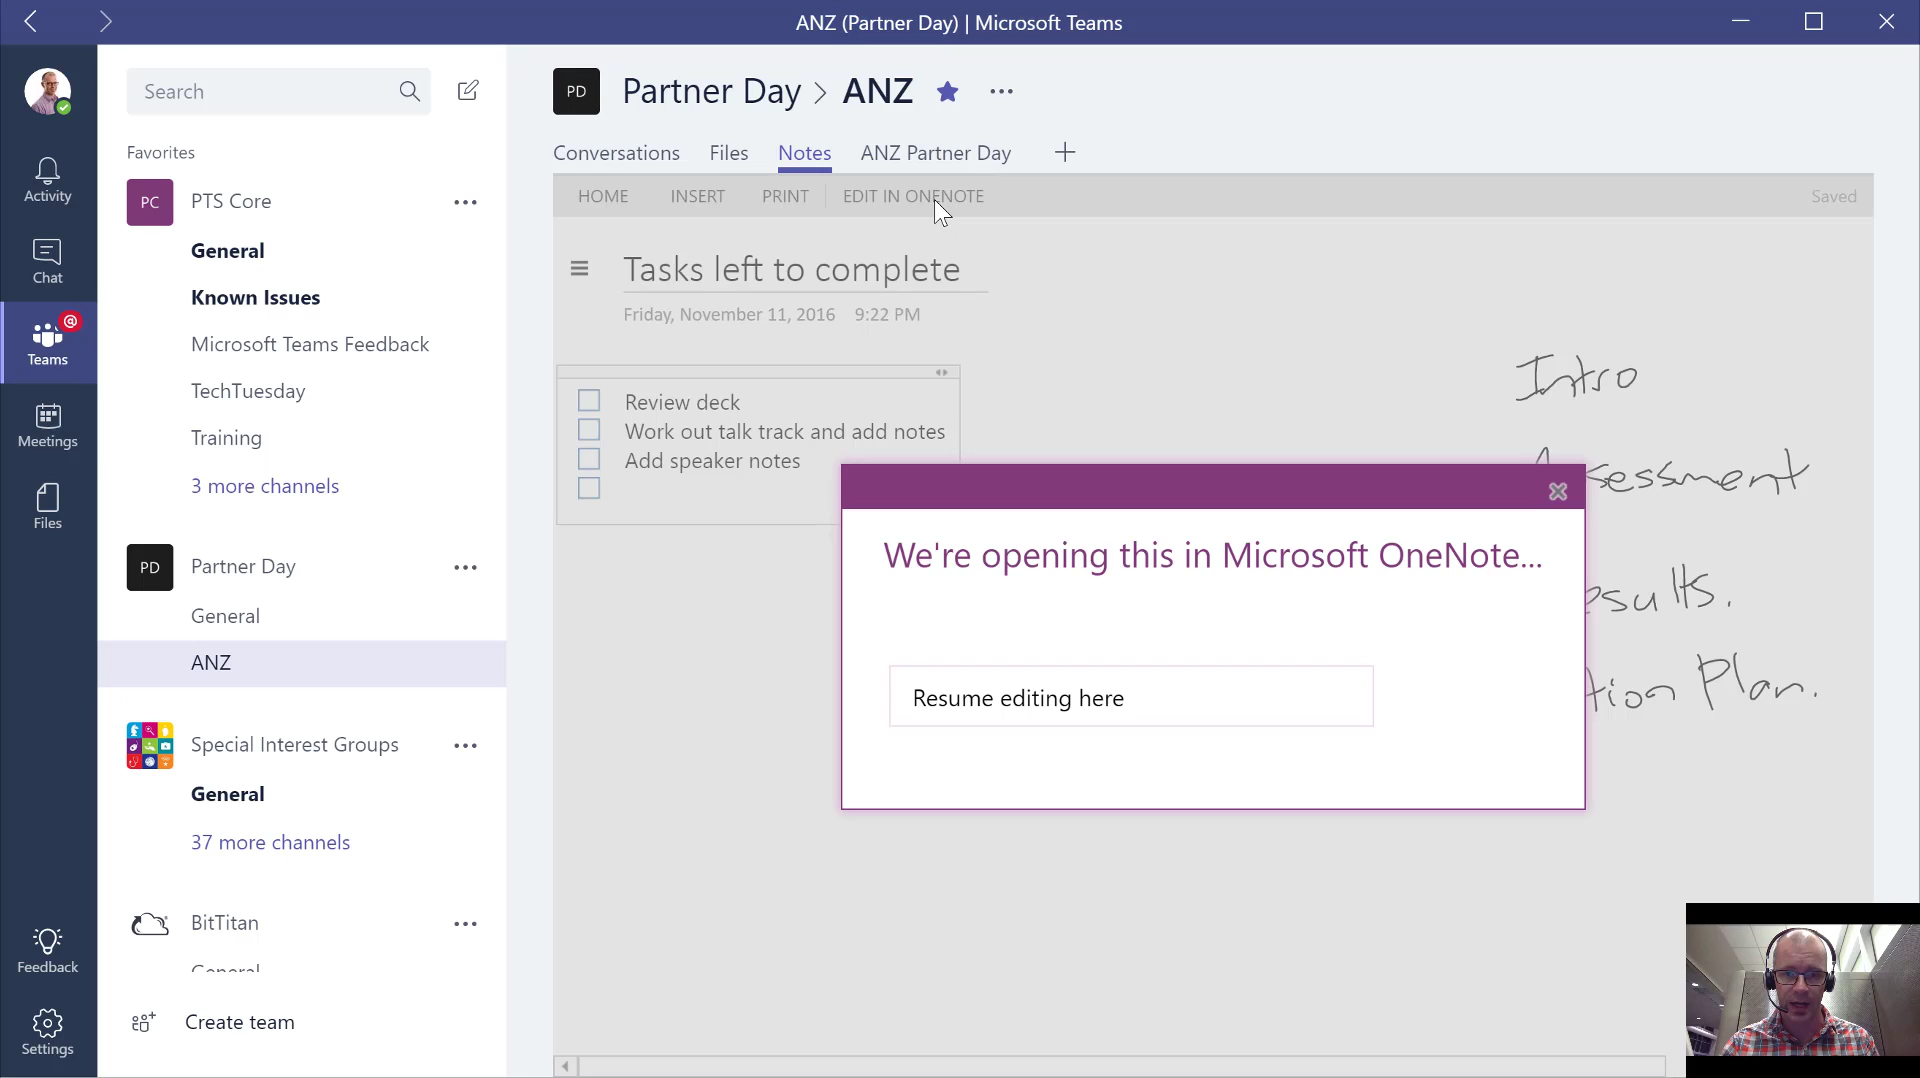 ANZ (Partner Day) | Microsoft Teams
Search
Activity
Chat
@
Teams
Meetings
Files
Feedback
Settings
Favorites
PC PTS Core
General
Known Issues
Microsoft Teams Feedback
TechTuesday
Training
3 more channels
PD Partner Day
General
ANZ
Special Interest Groups
General
37 more channels
BitTitan
General
Create team
PD Partner Day > ANZ
Conversations Files Notes ANZ Partner Day
HOME INSERT PRINT EDIT IN ONENOTE Saved
Tasks left to complete
Friday, November 11, 2016 9:22 PM
Review deck
Work out talk track and add notes
Add speaker notes
Intro
Plan.
We're opening this in Microsoft OneNote...
Resume editing here